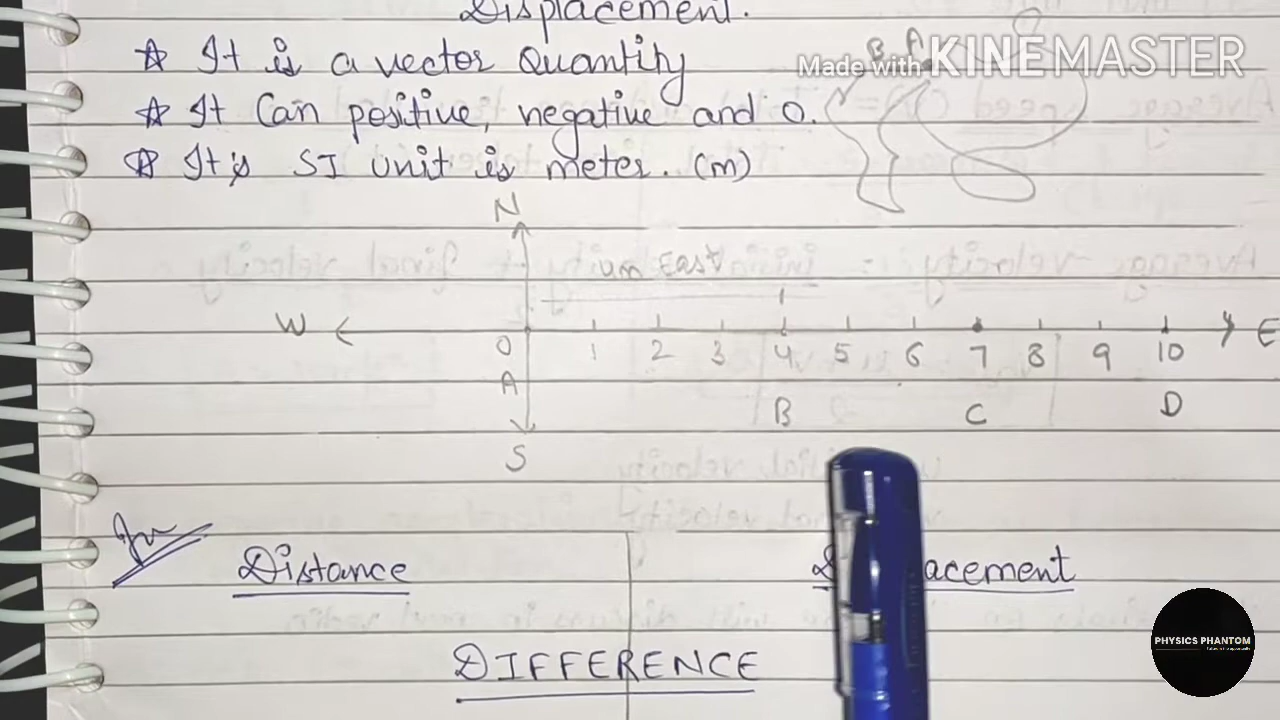 Displacement.
☆ It is a vector Quantity
B A
Made with KINEMASTER
☆ It Can positive, negative and 0.
☆ It's SI unit is meter. (m)
N
um East
W E
0 1 2 3 4 5 6 7 8 9 10
A
B C D
S
Distance
acement
DIFFERENCE
PHYSICS PHANTOM